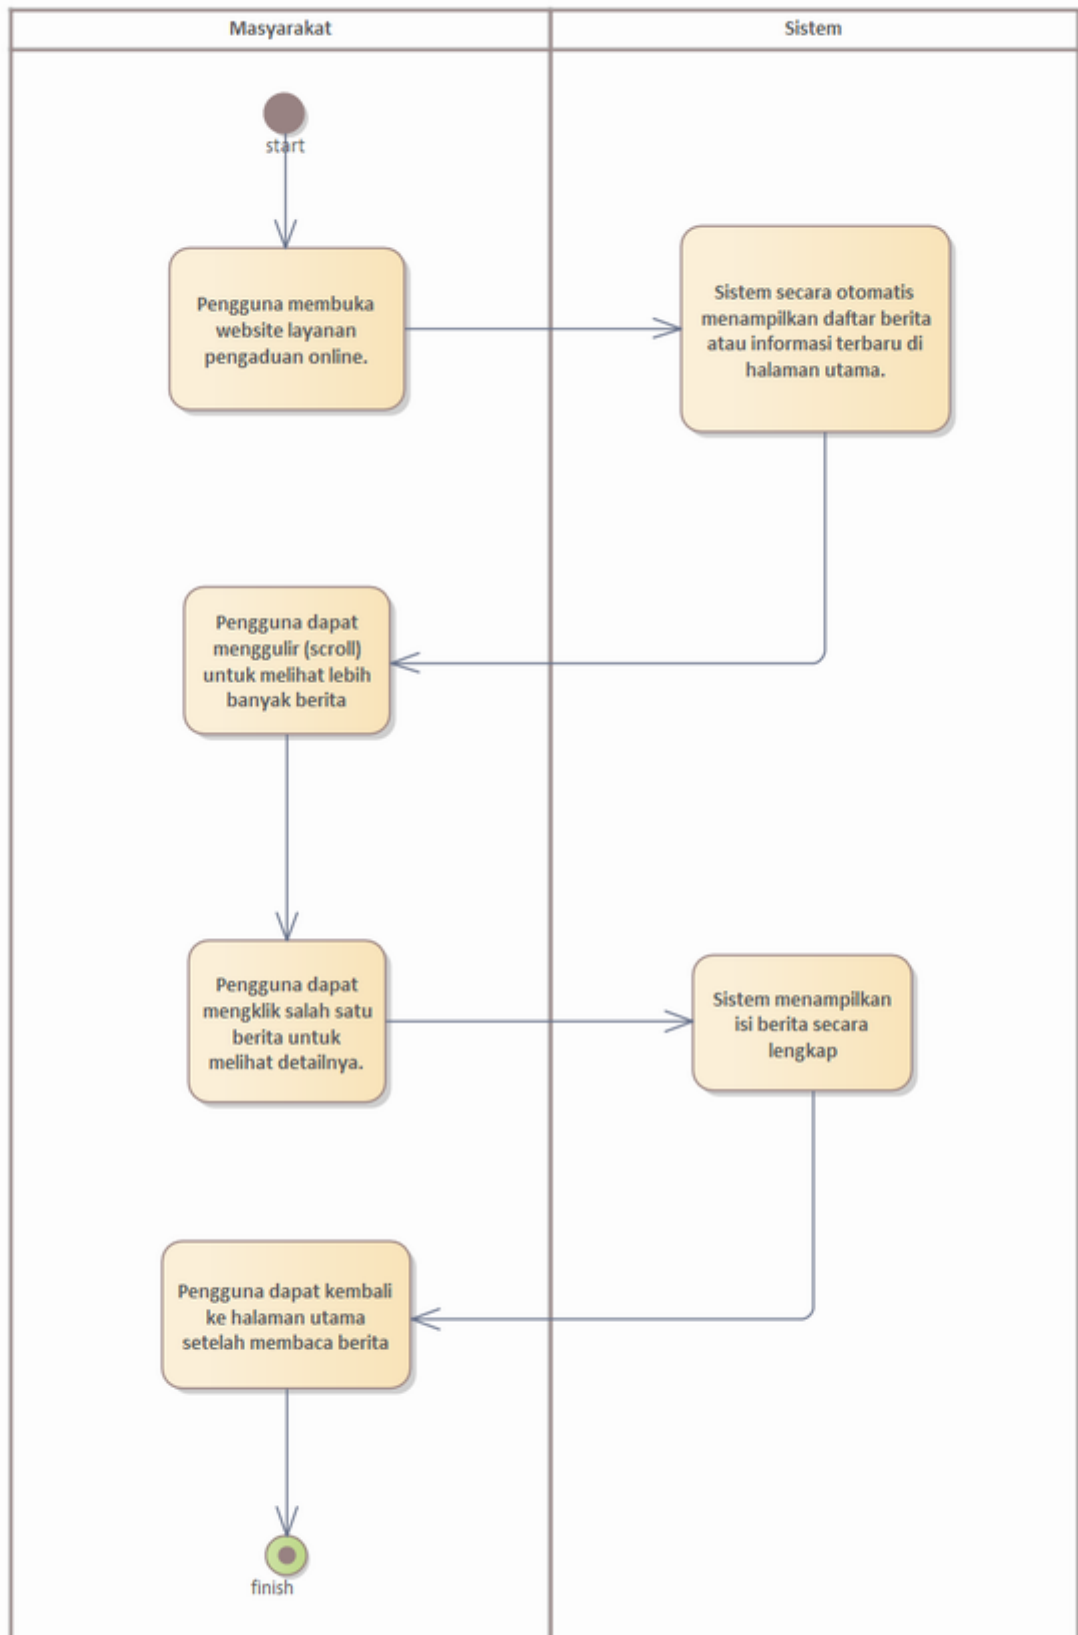 Masyarakat
Sistem
start
Pengguna membuka
website layanan
pengaduan online.
Sistem secara otomatis
menampilkan daftar berita
atau informasi terbaru di
halaman utama.
Pengguna dapat
menggulir (scroll)
untuk melihat lebih
banyak berita
Pengguna dapat
mengklik salah satu
berita untuk
melihat detailnya.
Sistem menampilkan
isi berita secara
lengkap
Pengguna dapat kembali
ke halaman utama
setelah membaca berita
finish